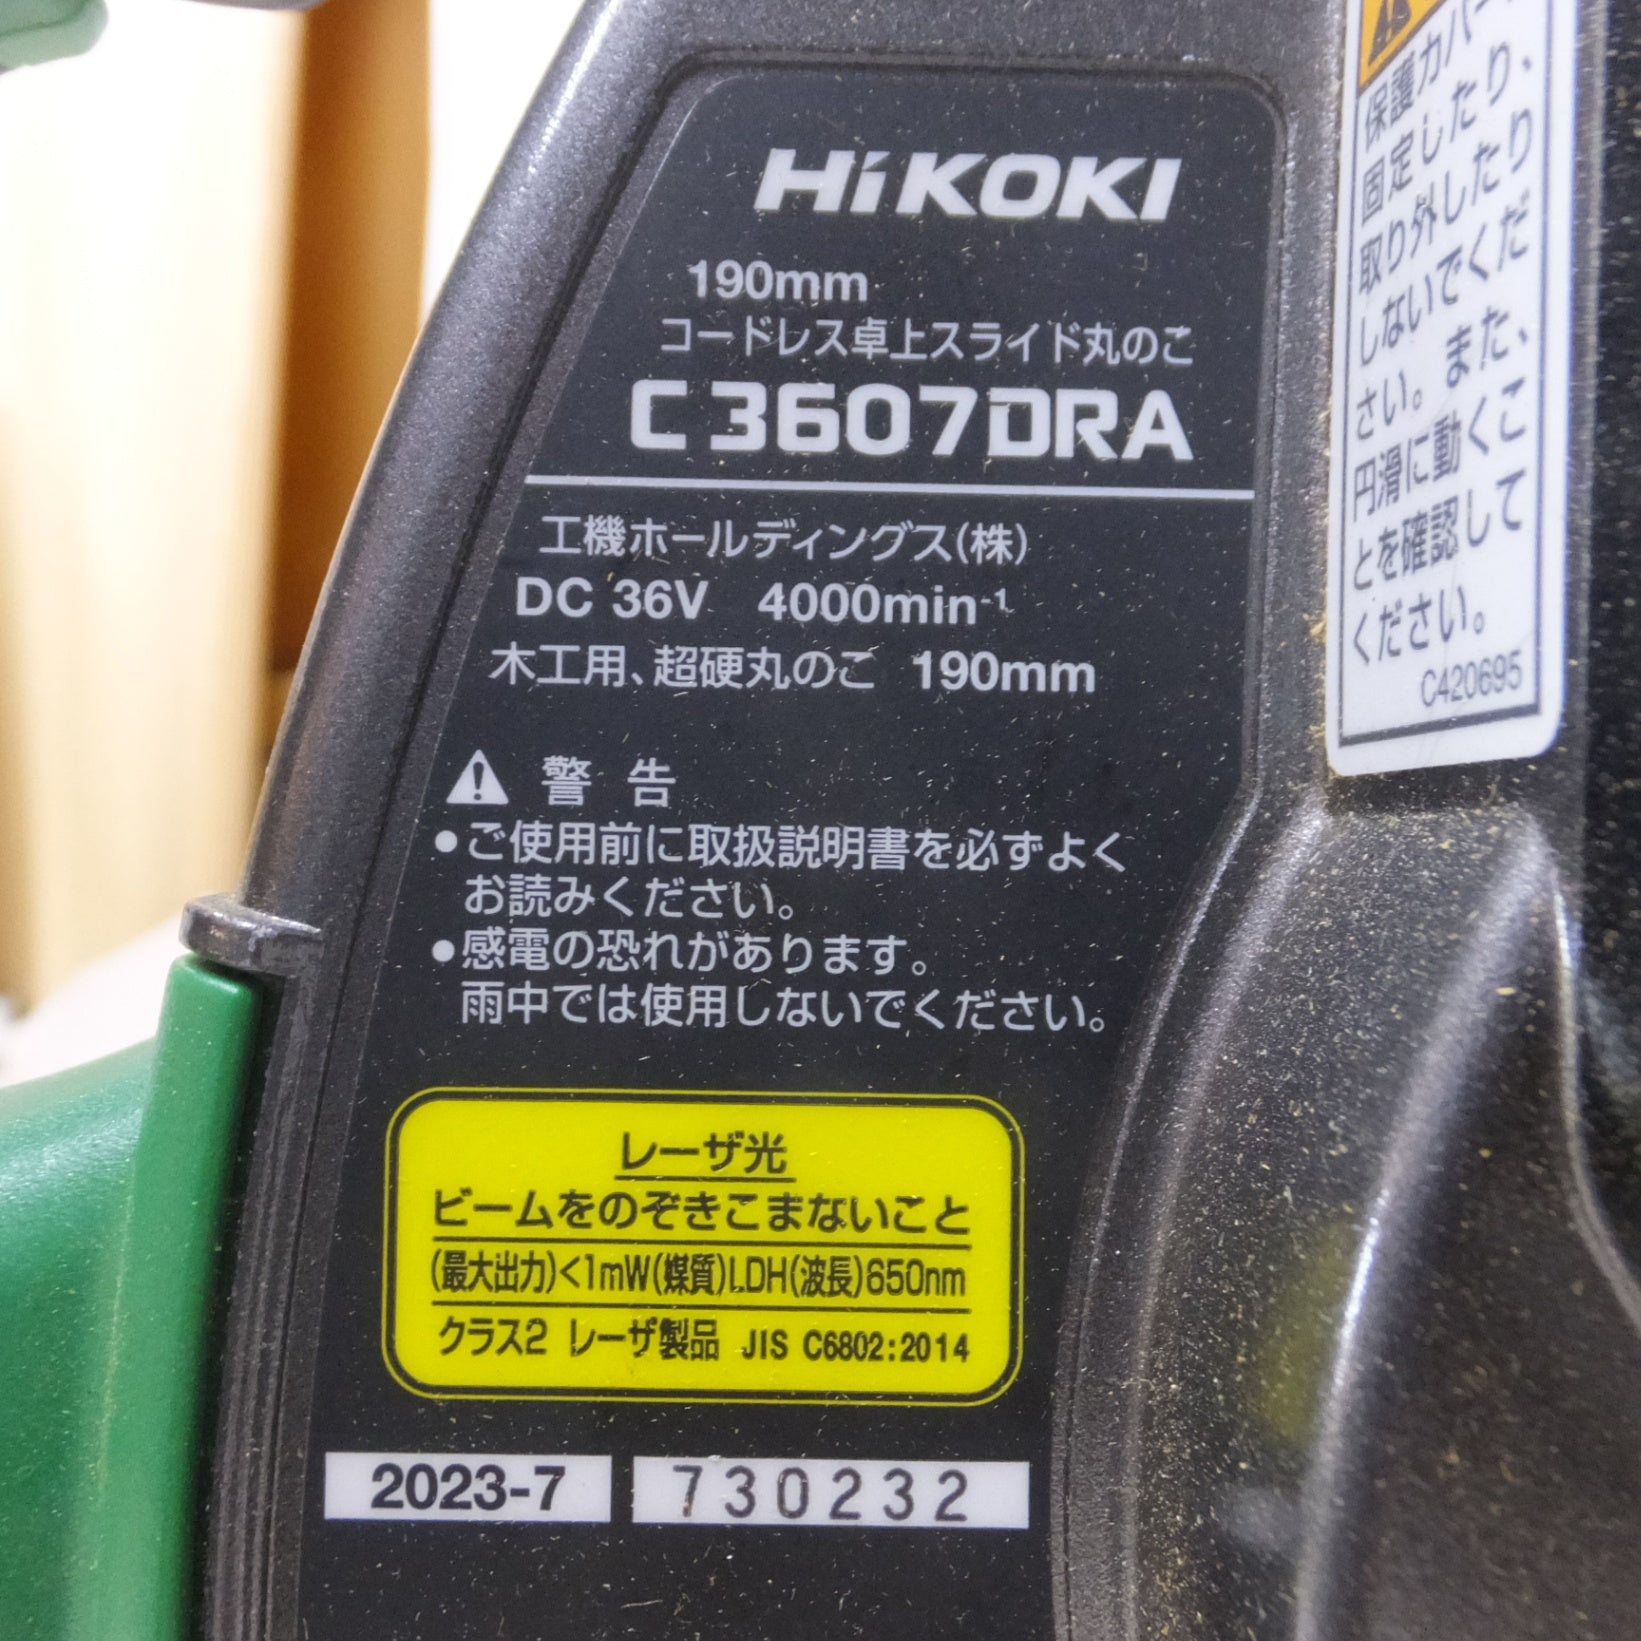 HiKOKI
190mm
コードレス卓上スライド丸のこ
C3607DRA
工機ホールディングス(株)
DC 36V 4000min-1
木工用、超硬丸のこ 190mm
警告
●ご使用前に取扱説明書を必ずよく
お読みください。
●感電の恐れがあります。
雨中では使用しないでください。
レーザ光
ビームをのぞきこまないこと
(最大出力)<1mW(媒質)LDH(波長)650nm
クラス2 レーザ製品 JIS C6802:2014
2023-7 730232
保護カバー
固定したり、
取り外したり
しないでくだ
さい。また、
円滑に動くこ
とを確認して
ください。
C420695